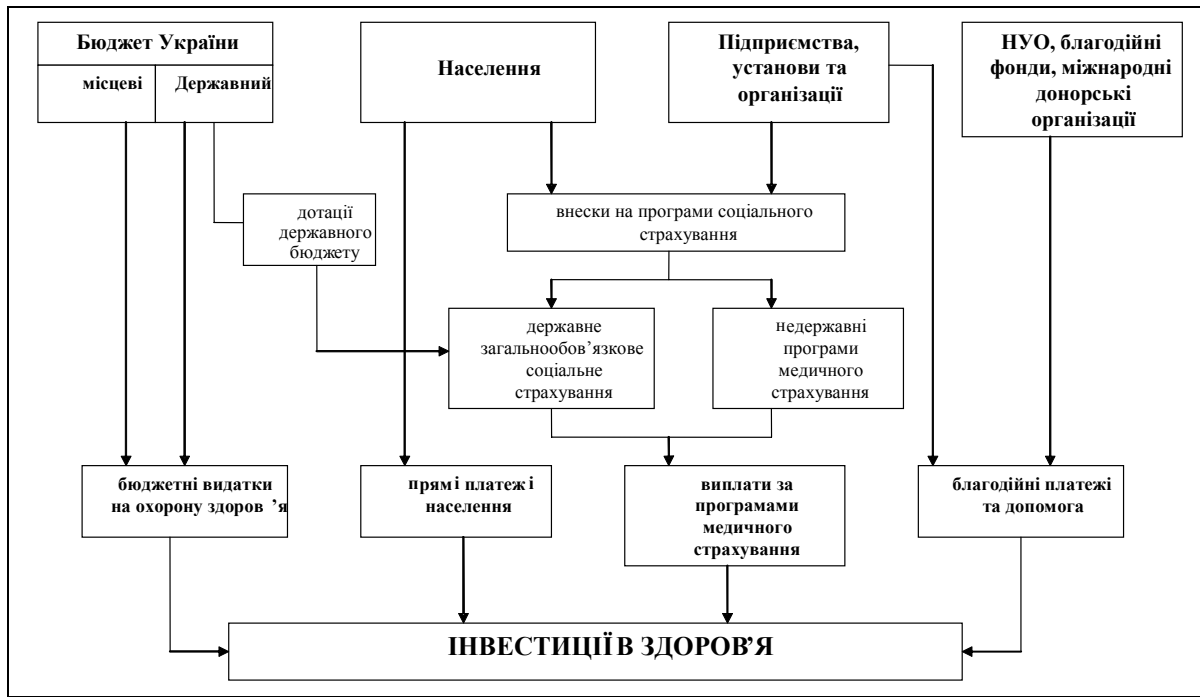 Бюджет України
місцеві
Державний
Населення
Підприємства,
установи та
організації
НУО, благодійні
фонди, міжнародні
донорські
організації
дотації
державного
бюджету
внески на програми соціального
страхування
державне
загальнообов’язкове
соціальне
страхування
недержавні
програми
медичного
страхування
бюджетні видатки
на охорону здоров ’я
прям і платеж і
населення
виплати за
програмами
медичного
страхування
благодійні платежі
та допомога
ІНВЕСТИЦІЇ В ЗДОРОВ’Я